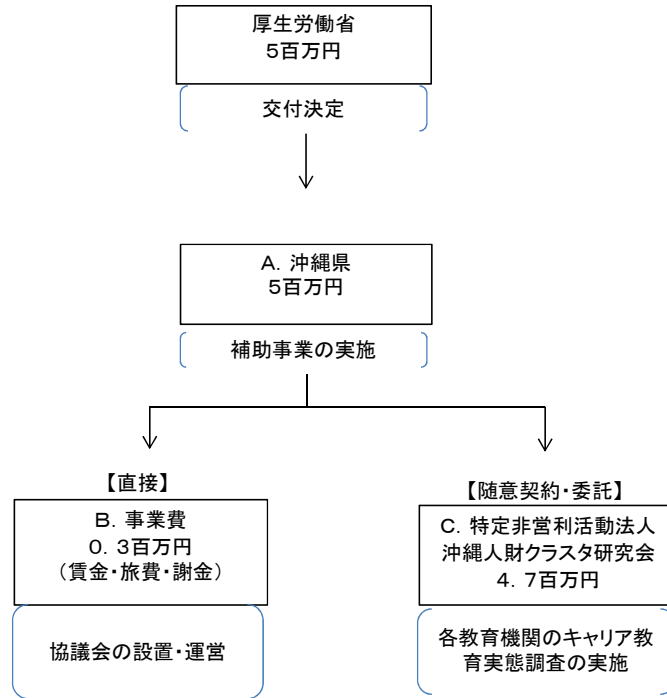 厚生労働省
5百万円
交付決定
A. 沖縄県
5百万円
補助事業の実施
【直接】
B. 事業費
0. 3百万円
(賃金・旅費・謝金)
協議会の設置・運営
【随意契約・委託】
C. 特定非営利活動法人
沖縄人財クラスタ研究会
4. 7百万円
各教育機関のキャリア教
育実態調査の実施